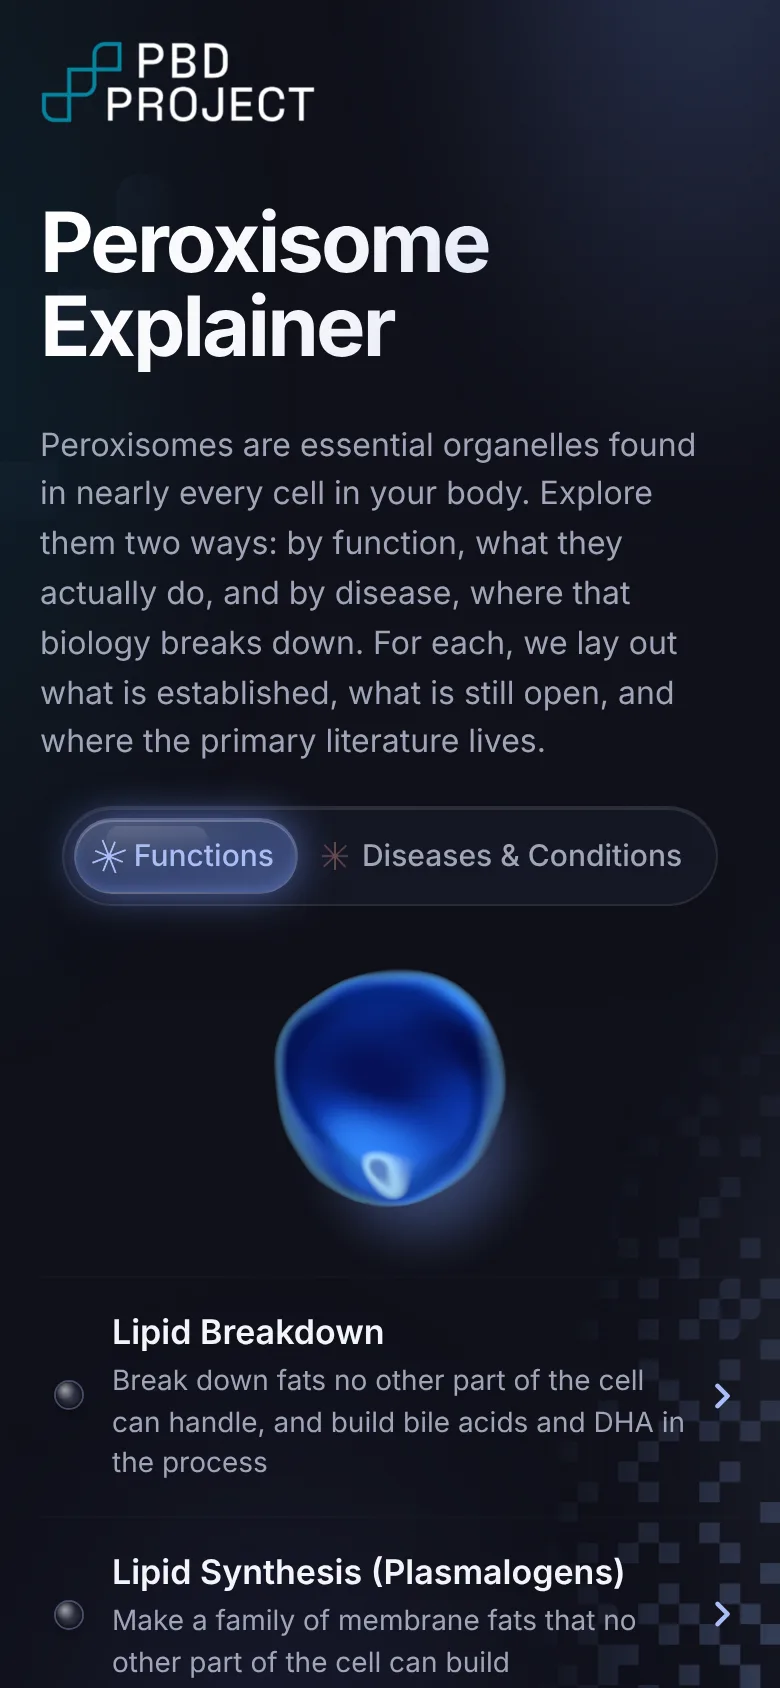 PBD
PROJECT
Peroxisome
Explainer
Peroxisomes are essential organelles found
in nearly every cell in your body. Explore
them two ways: by function, what they
actually do, and by disease, where that
biology breaks down. For each, we lay out
what is established, what is still open, and
where the primary literature lives.
Functions
Diseases & Conditions
Lipid Breakdown
Break down fats no other part of the cell
can handle, and build bile acids and DHA in
the process
Lipid Synthesis (Plasmalogens)
Make a family of membrane fats that no
other part of the cell can build